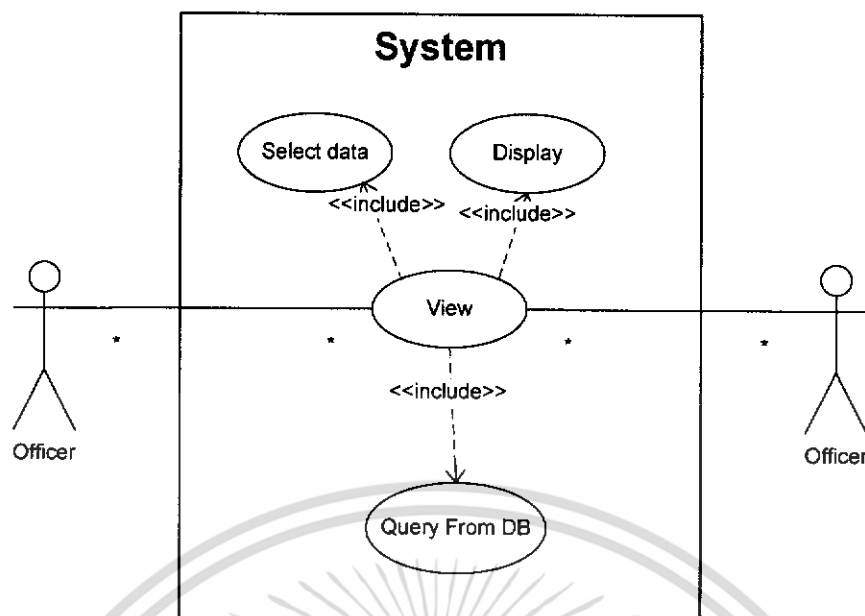 System
Select data
Display
<<include>>
<<include>>
View
*
*
*
*
<<include>>
Officer
Officer
Query From DB